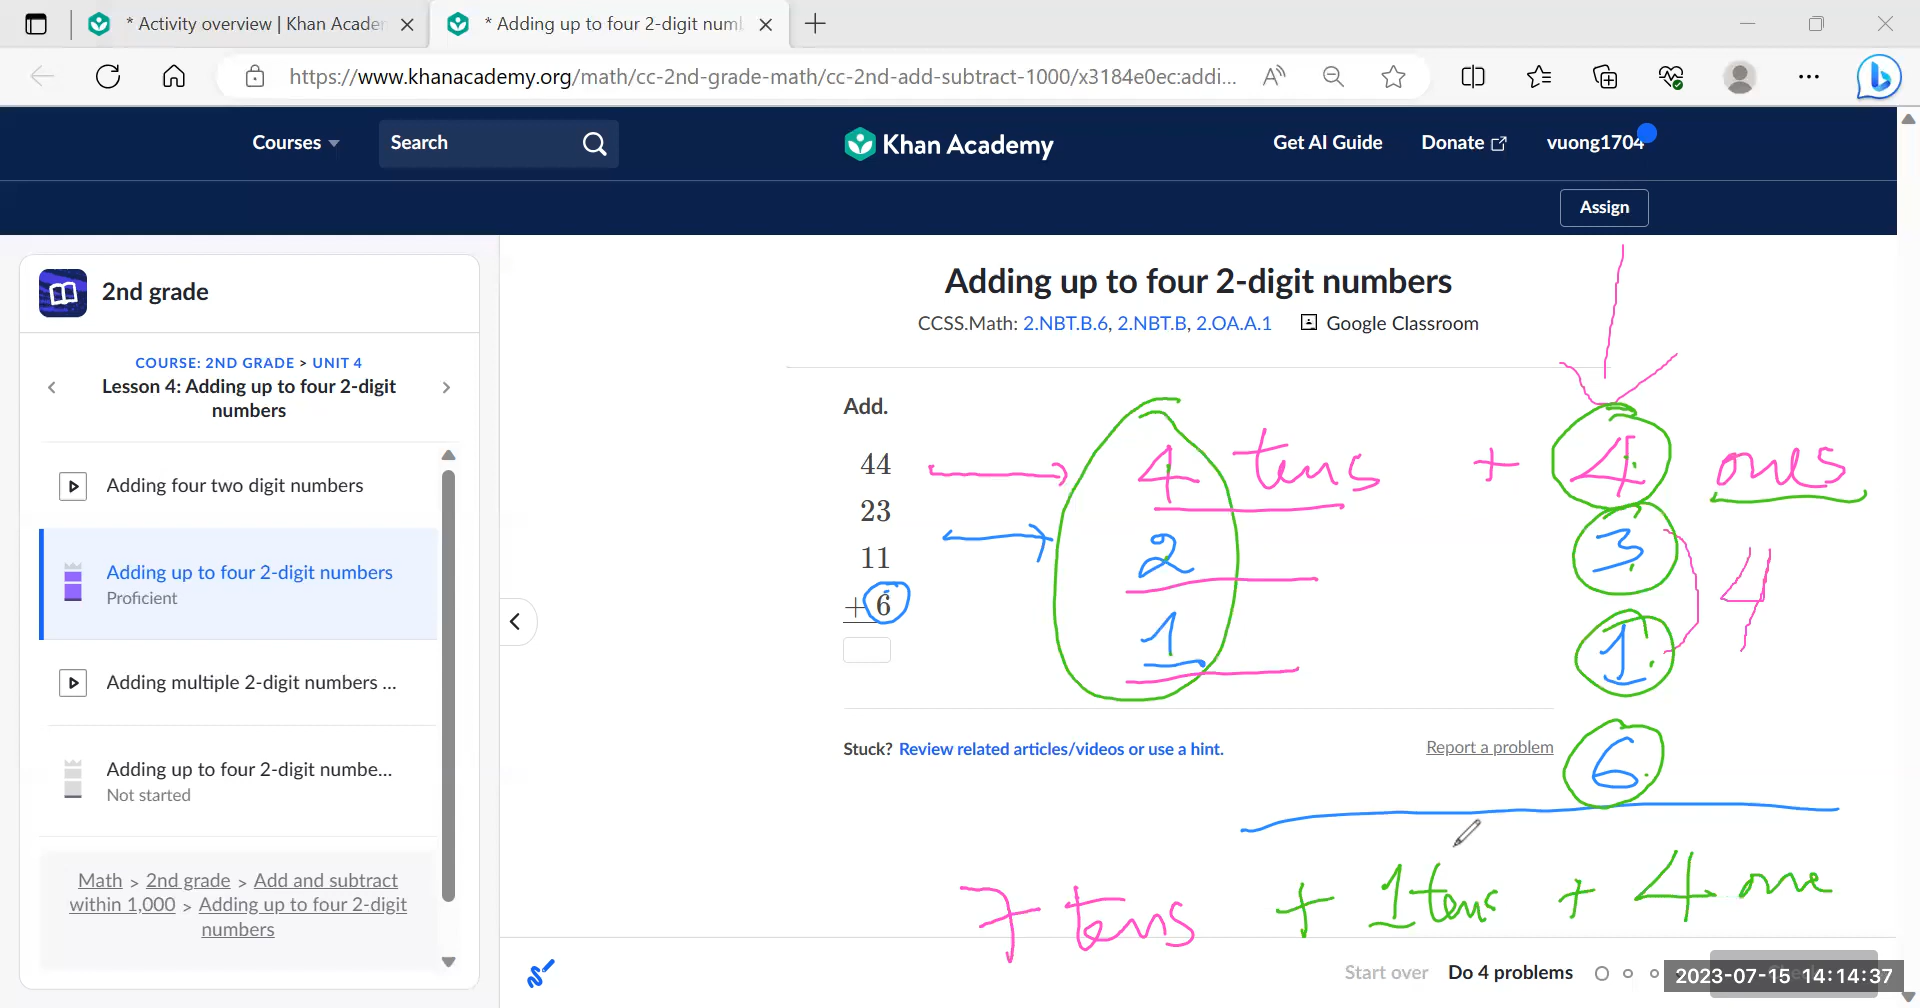 * Activity overview | Khan Acade
* Adding up to four 2-digit num
https://www.khanacademy.org/math/cc-2nd-grade-math/cc-2nd-add-subtract-1000/x3184e0ec:addi...
Courses
Search
Khan Academy
Get AI Guide
Donate
vuong1704
Assign
2nd grade
COURSE: 2ND GRADE > UNIT 4
Lesson 4: Adding up to four 2-digit
numbers
Adding four two digit numbers
Adding up to four 2-digit numbers
Proficient
Adding multiple 2-digit numbers ...
Adding up to four 2-digit numbe...
Not started
Math > 2nd grade > Add and subtract
within 1,000 > Adding up to four 2-digit
numbers
Adding up to four 2-digit numbers
CCSS.Math: 2.NBT.B.6, 2.NBT.B, 2.OA.A.1 Google Classroom
Add.
44
23
11
+ 6
4 tens + 4 ones
2 3
1 1
4
6
Stuck? Review related articles/videos or use a hint.
Report a problem
7 tens + 1 tens + 4 one
Start over
Do 4 problems
2023-07-15 14:14:37